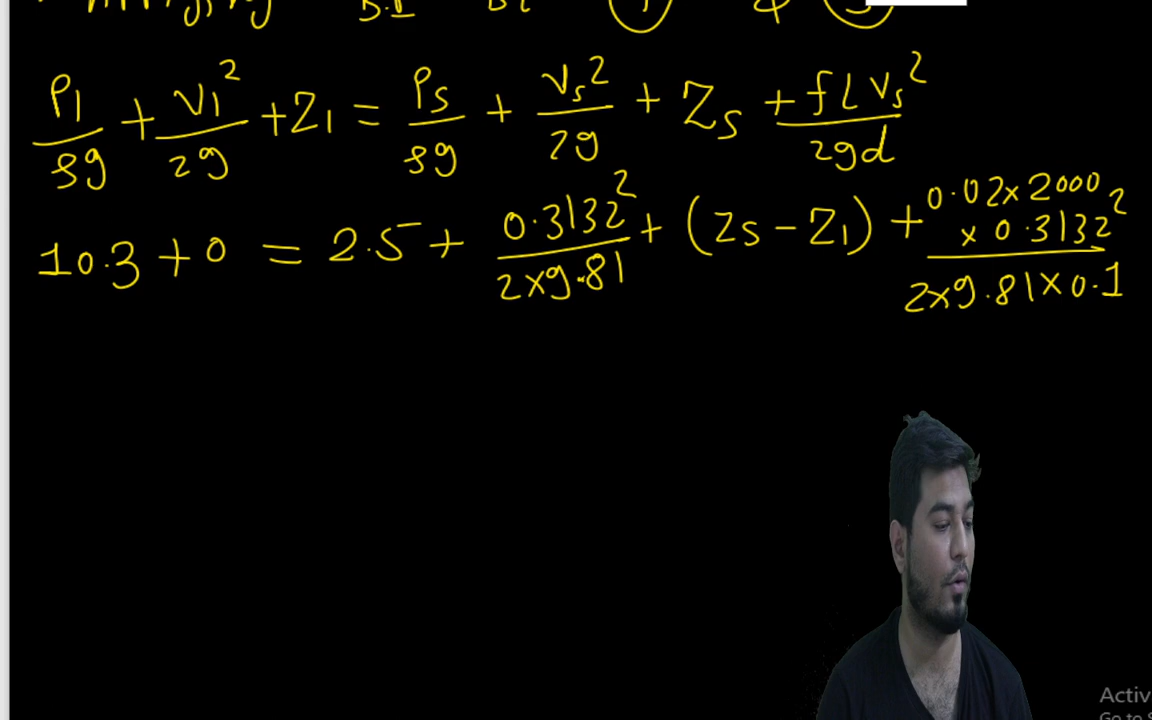 P1/ρg + V1²/2g + Z1 = Ps/ρg + Vs²/2g + Zs + fLVs²/2gd
10.3 + 0 = 2.5 + 0.3132²/2×9.81 + (Zs − Z1) + 0.02×2000×0.3132²/2×9.81×0.1
Activ